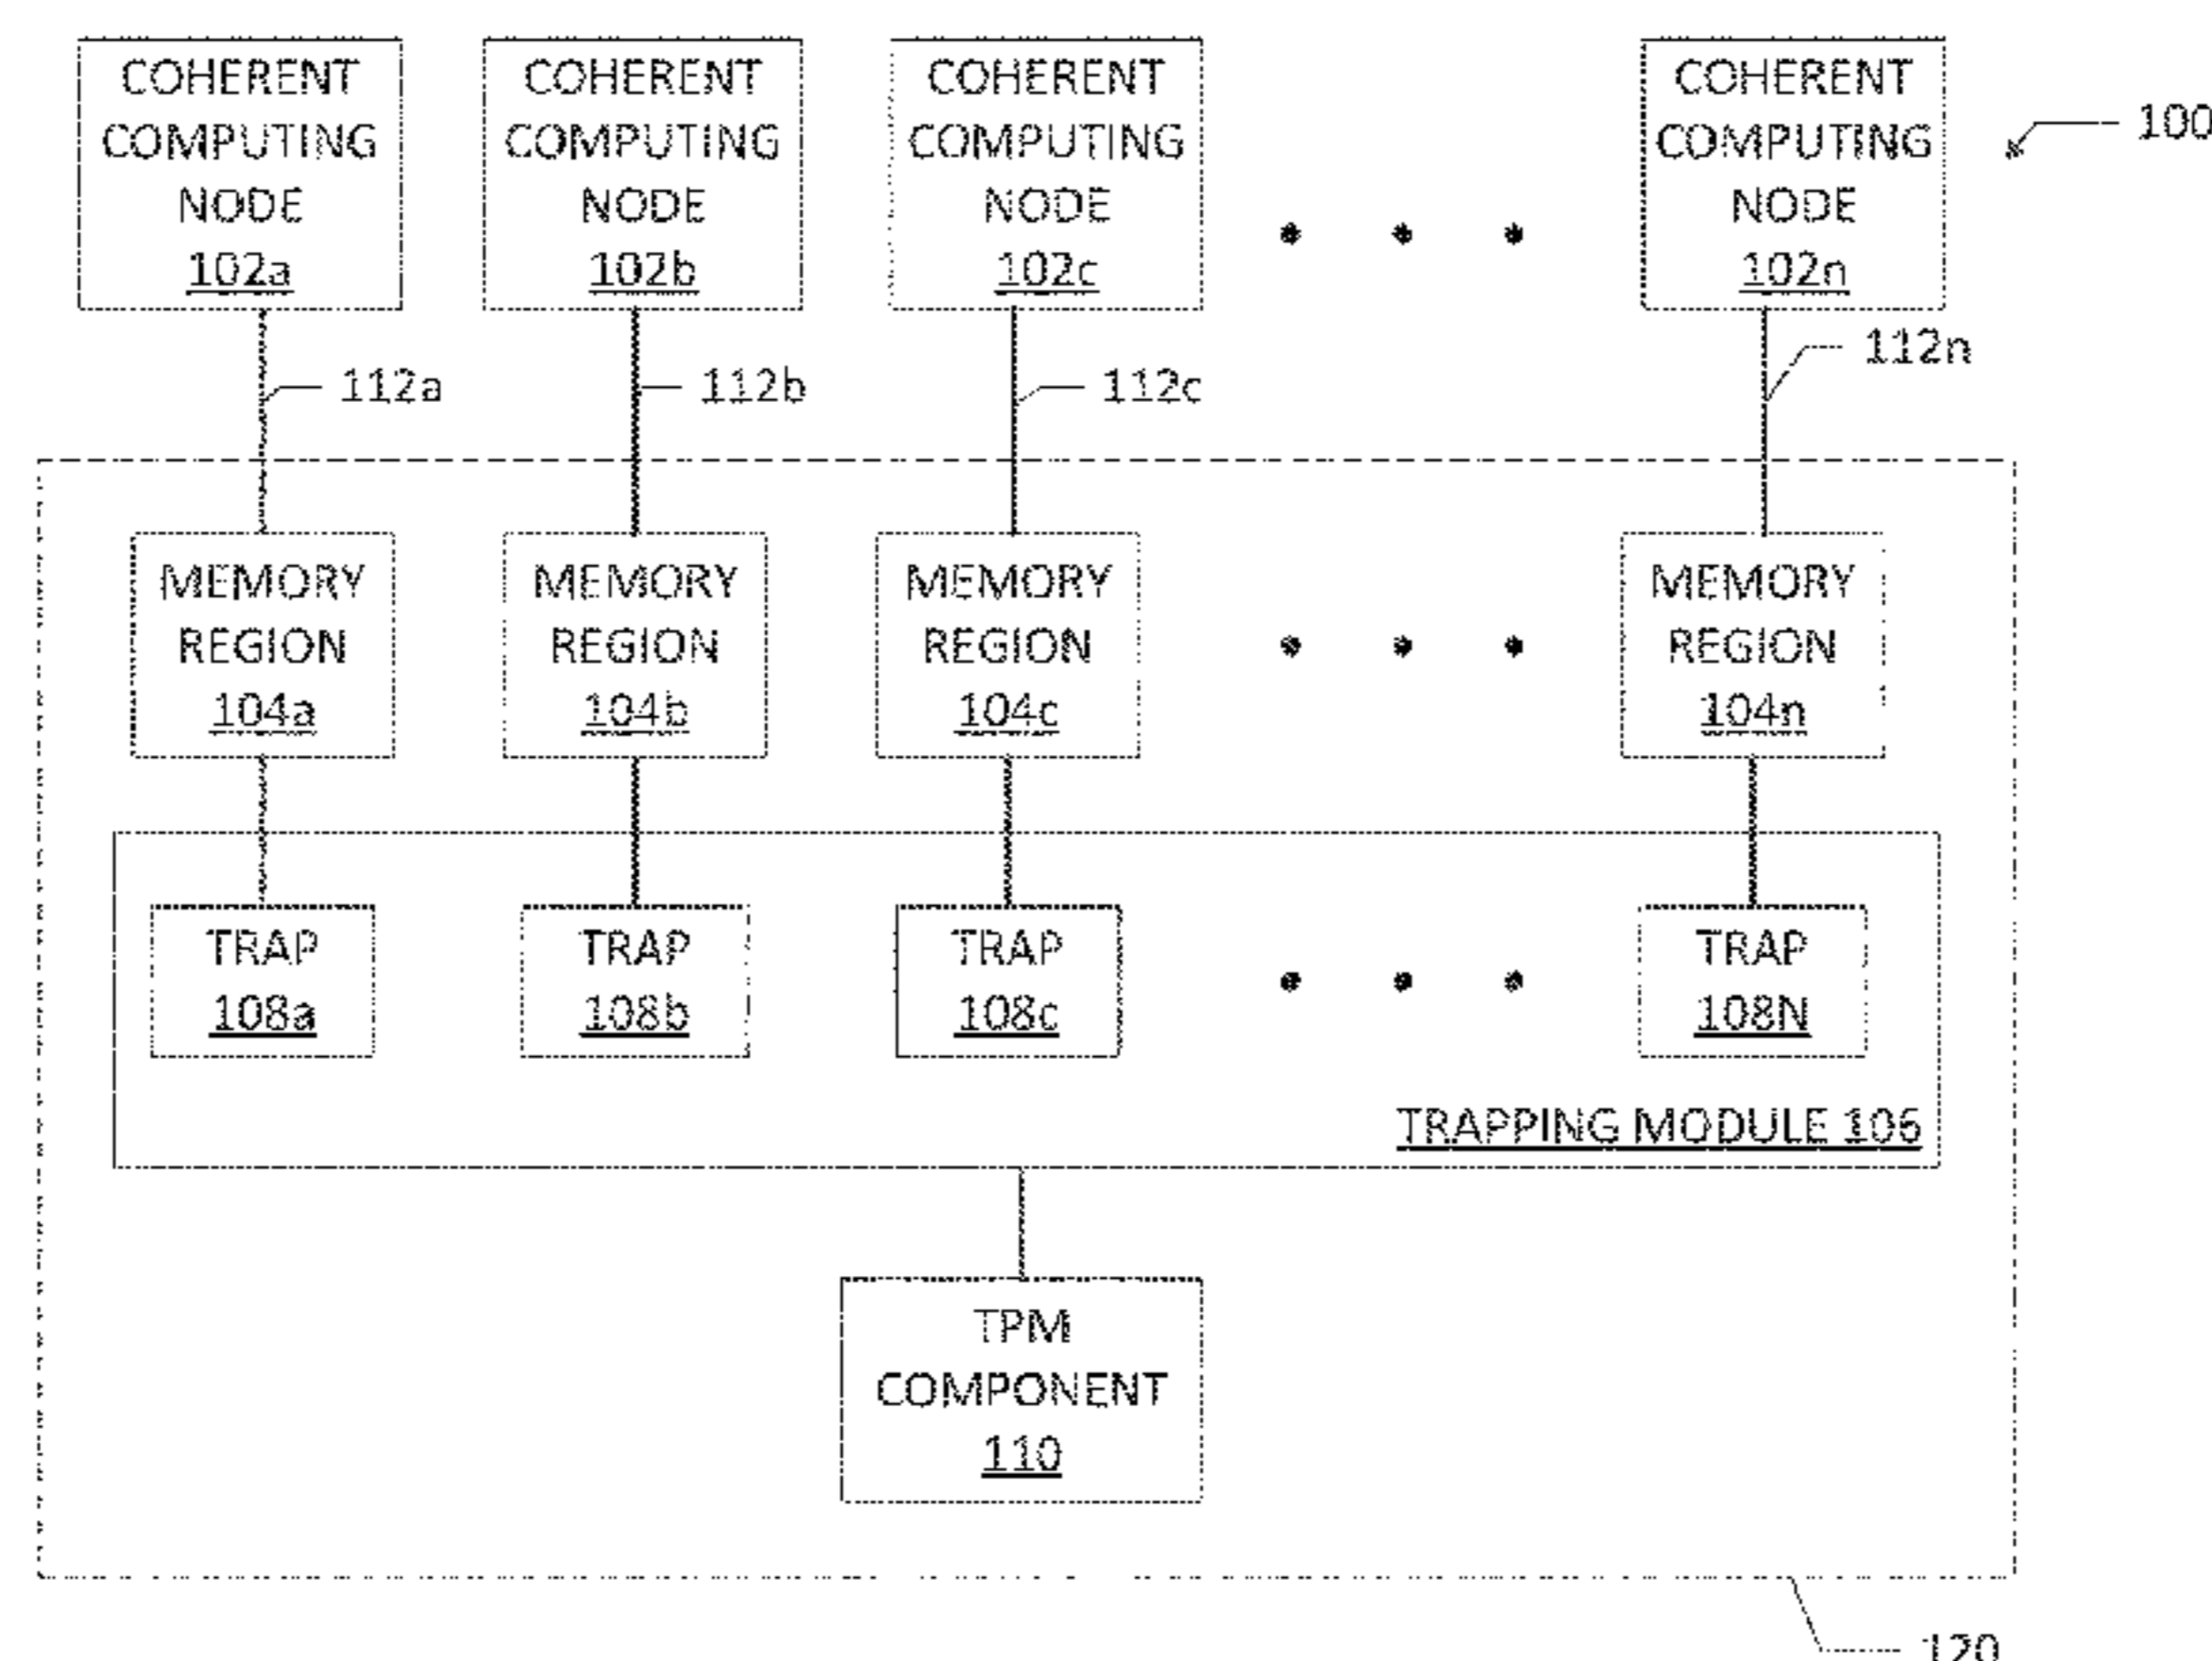 COHERENT
COMPUTING
NODE
102a
COHERENT
COMPUTING
NODE
102b
COHERENT
COMPUTING
NODE
102c
COHERENT
COMPUTING
NODE
102n
100
112a
112b
112c
112n
MEMORY
REGION
104a
MEMORY
REGION
104b
MEMORY
REGION
104c
MEMORY
REGION
104n
TRAP
108a
TRAP
108b
TRAP
108c
TRAP
108N
TRAPPING MODULE 106
TPM
COMPONENT
110
120